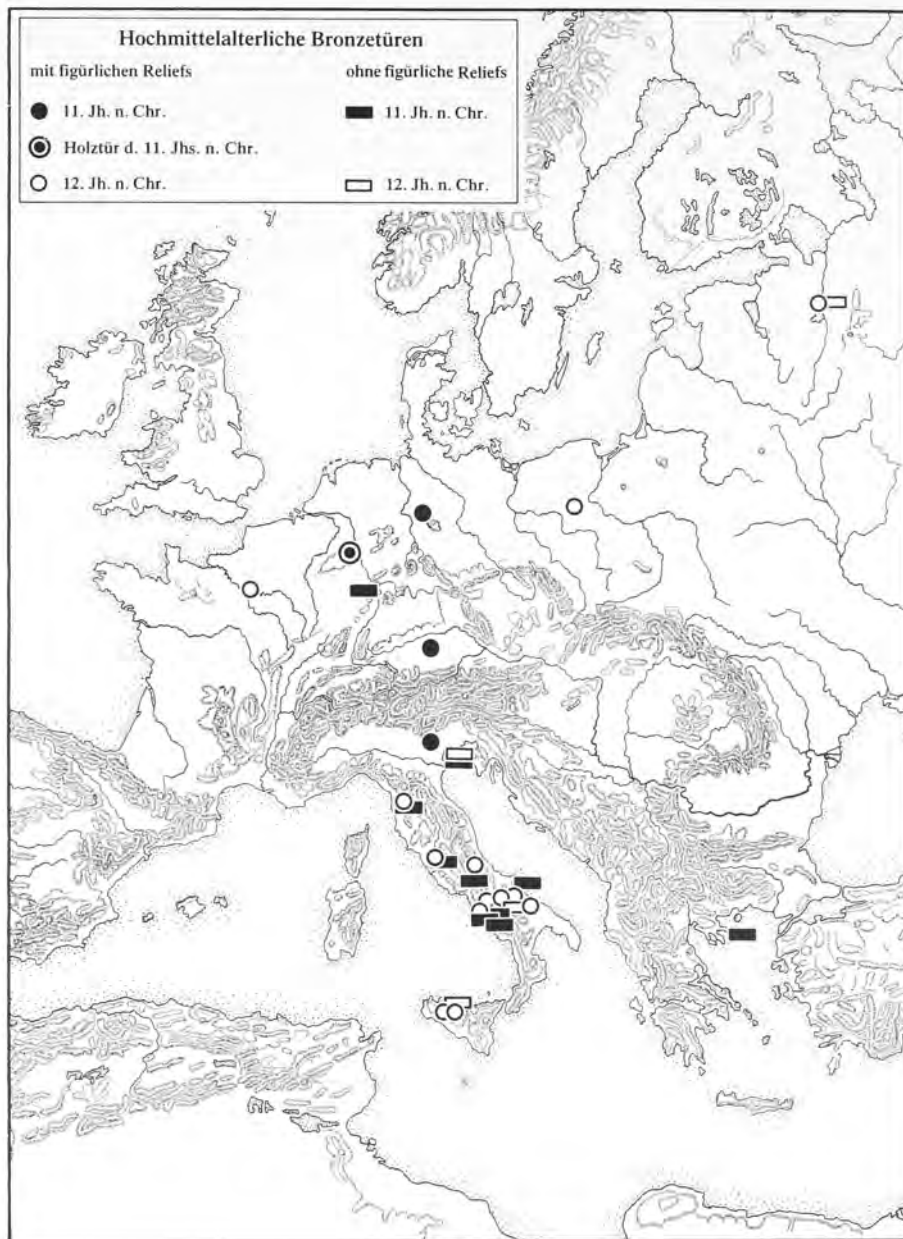 Hochmittelalterliche Bronzetüren
mit figürlichen Reliefs
ohne figürliche Reliefs
11. Jh. n. Chr.
11. Jh. n. Chr.
Holztür d. 11. Jhs. n. Chr.
12. Jh. n. Chr.
12. Jh. n. Chr.